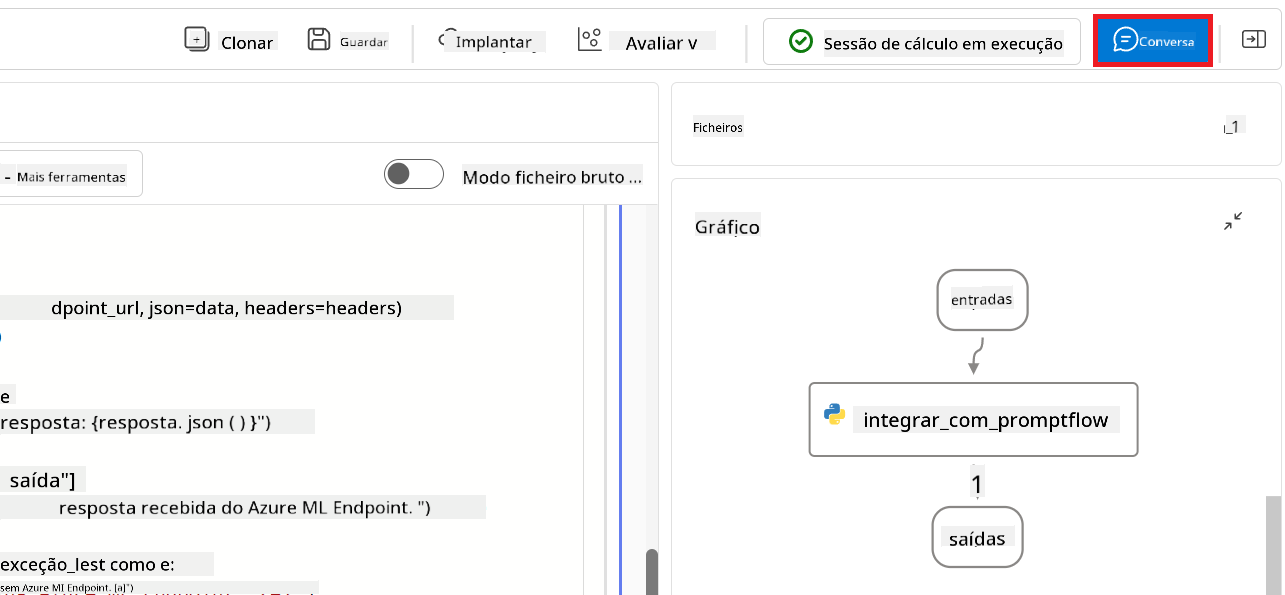 Clonar
Guardar
Implantar
Avaliar v
Sessão de cálculo em execução
Conversa
Ficheiros
1
- Mais ferramentas
Modo ficheiro bruto ...
Gráfico
entradas
integrar_com_promptflow
1
saídas
dpoint_url, json=data, headers=headers)
)
e
resposta: {resposta. json ( ) }")
saída"]
resposta recebida do Azure ML Endpoint. ")
exceção_lest como e:
sem Azure MI Endpoint. [a]")